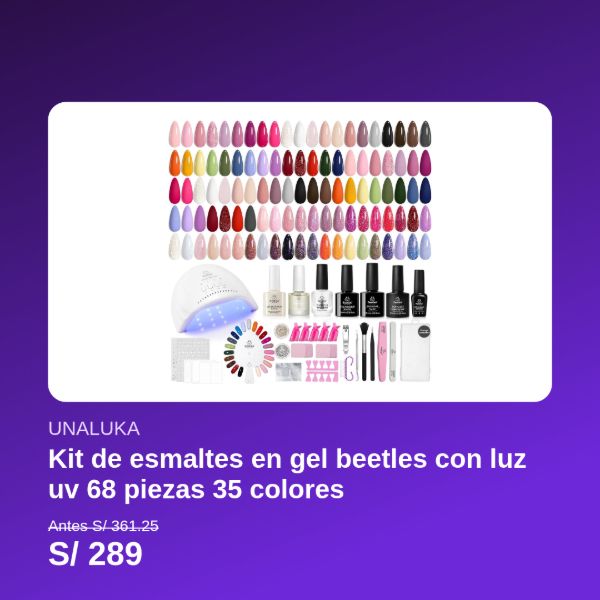 UNALUKA
Kit de esmaltes en gel beetles con luz
uv 68 piezas 35 colores
Antes S/ 361.25
S/ 289